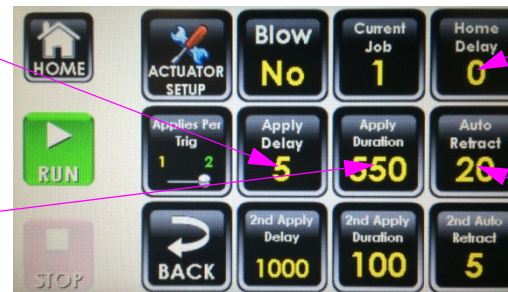 HOME
ACTUATOR
SETUP
Blow
No
Current
Job
1
Home
Delay
0
RUN
Applies Per
Trig
1 2
Apply
Delay
5
Apply
Duration
550
Auto
Retract
20
STOP
BACK
2nd Apply
Delay
1000
2nd Apply
Duration
100
2nd Auto
Retract
5